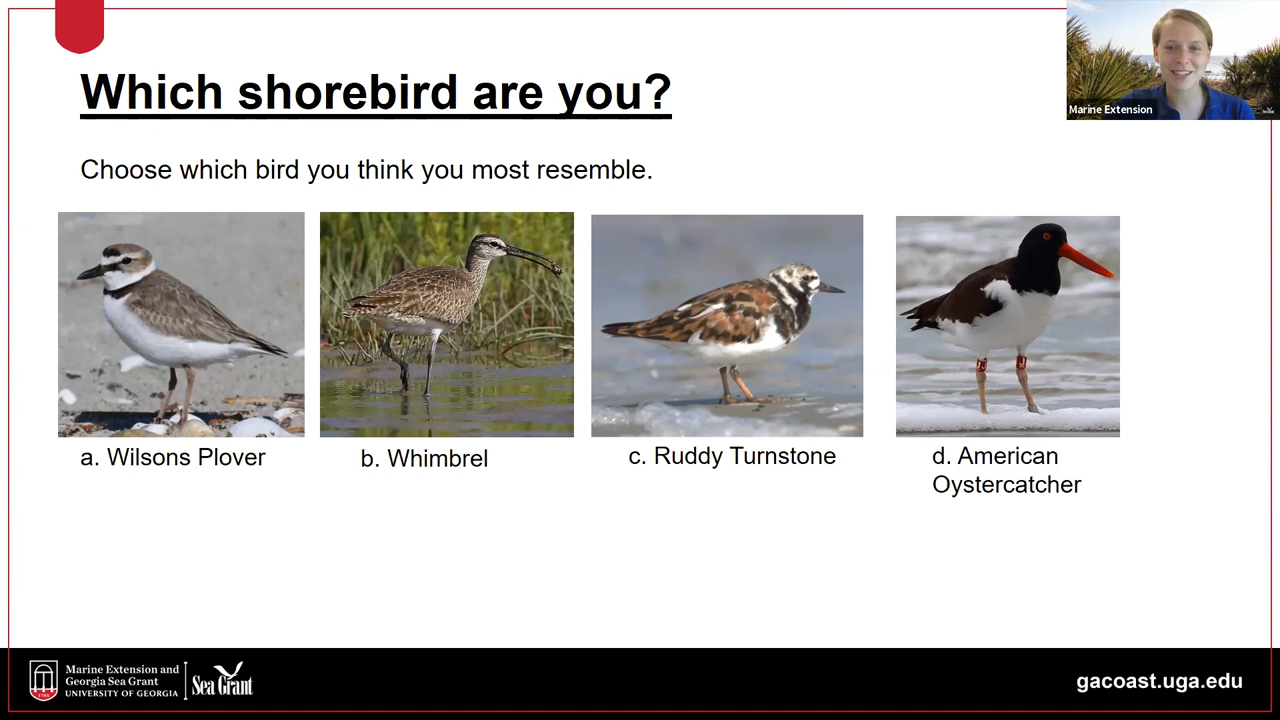 Which shorebird are you?
Marine Extension
Choose which bird you think you most resemble.
a. Wilsons Plover
b. Whimbrel
c. Ruddy Turnstone
d. American
Oystercatcher
1785
Marine Extension and
Georgia Sea Grant
UNIVERSITY OF GEORGIA
Sea Grant
gacoast.uga.edu